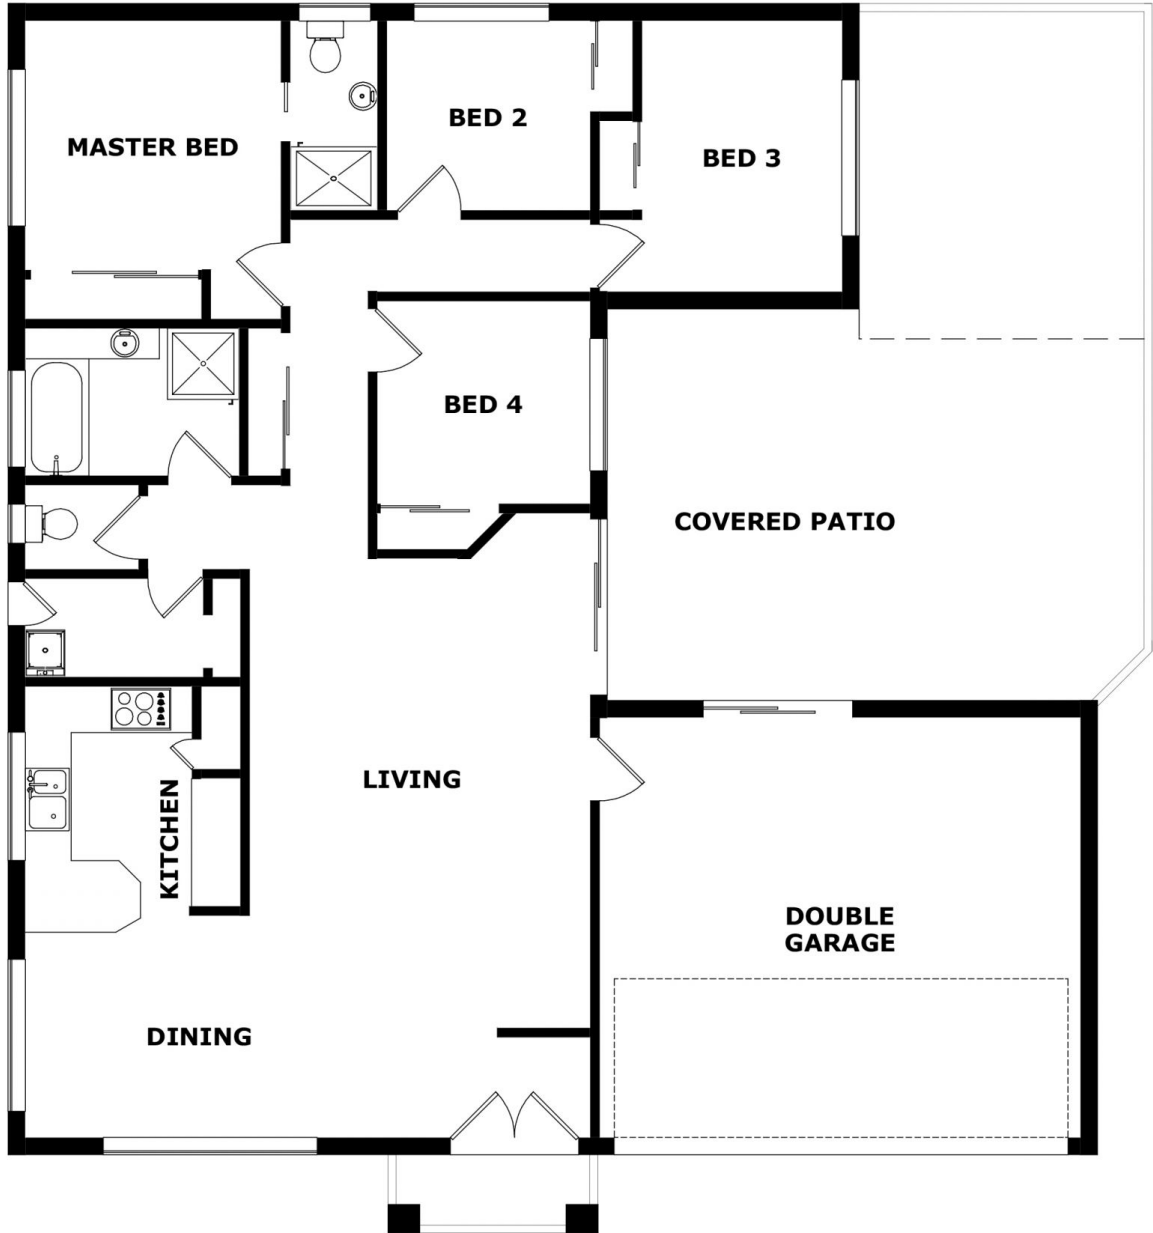 MASTER BED
BED 2
BED 3
BED 4
COVERED PATIO
LIVING
KITCHEN
DOUBLE
GARAGE
DINING